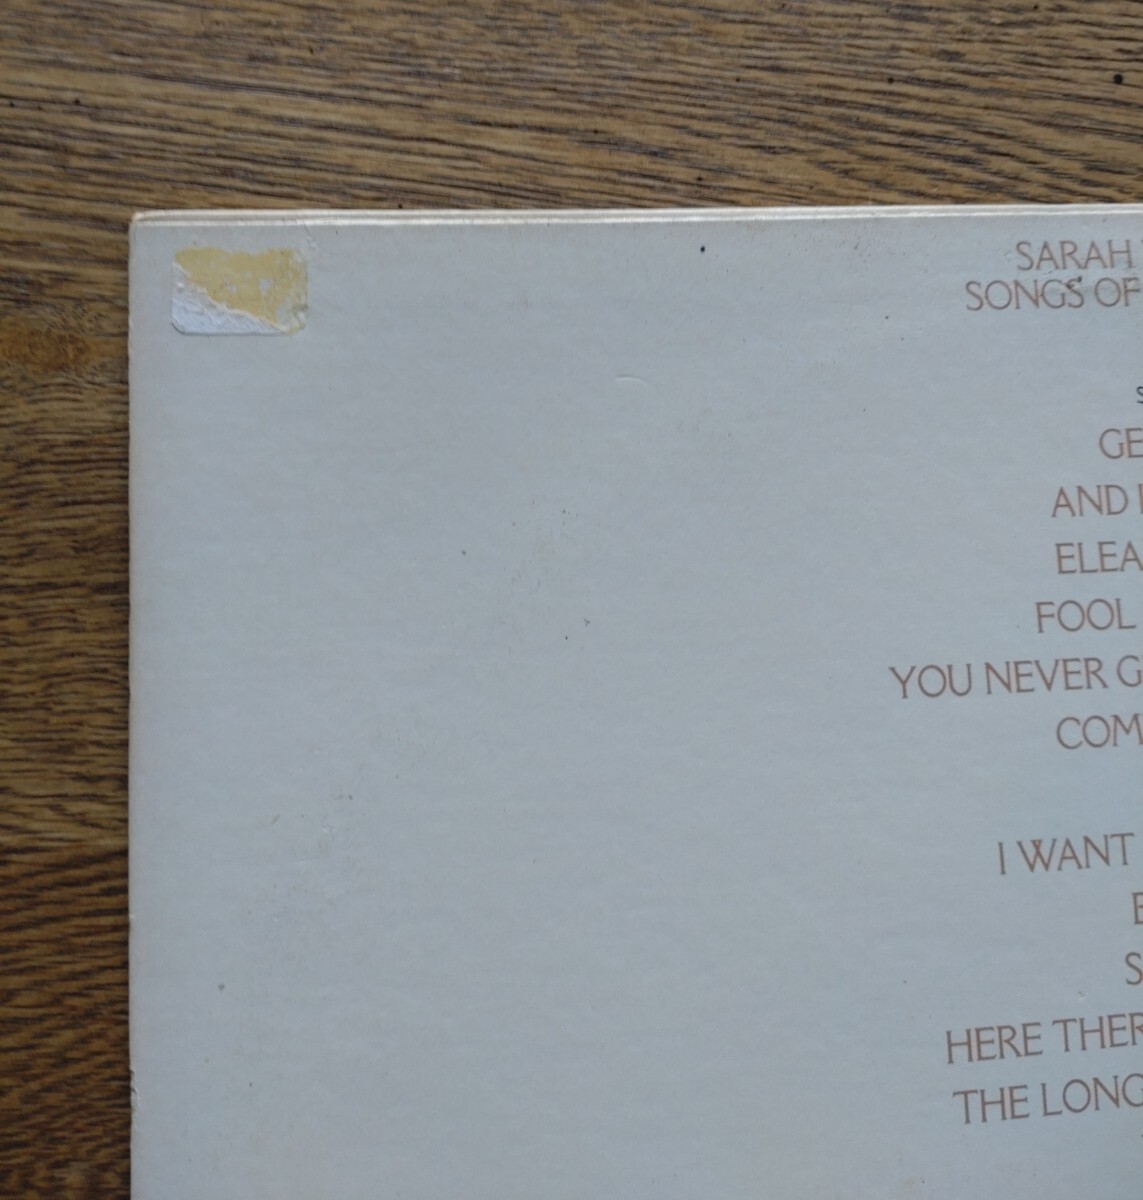 SARAH
SONGS OF
S
GE
AND
ELEA
FOOL
YOU NEVER G
COM
I WANT
S
HERE THER
THE LONG